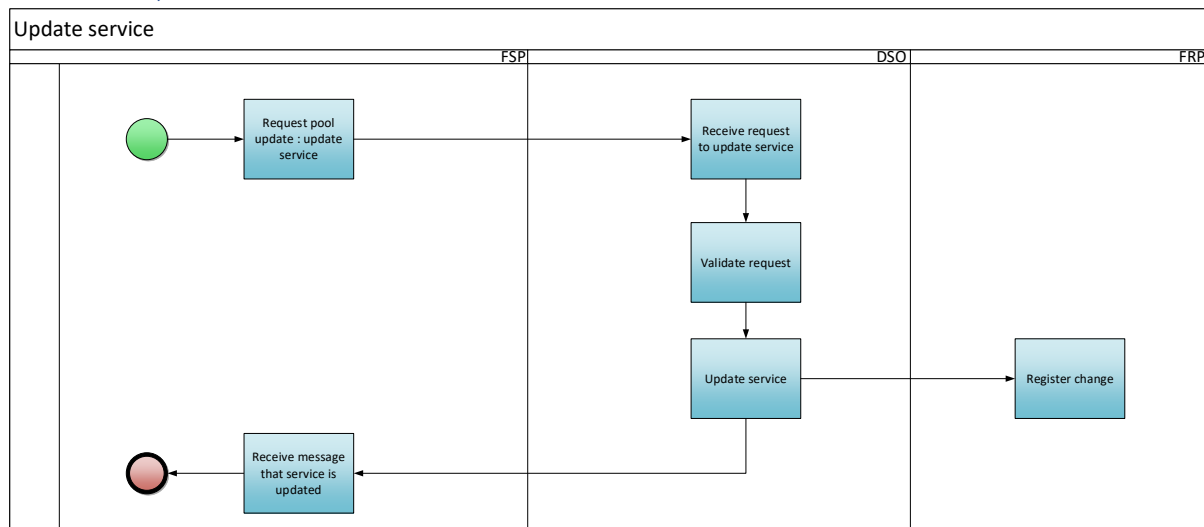 Update service
FSP
DSO
FRP
Request pool
update : update
service
Receive request
to update service
Validate request
Update service
Register change
Receive message
that service is
updated